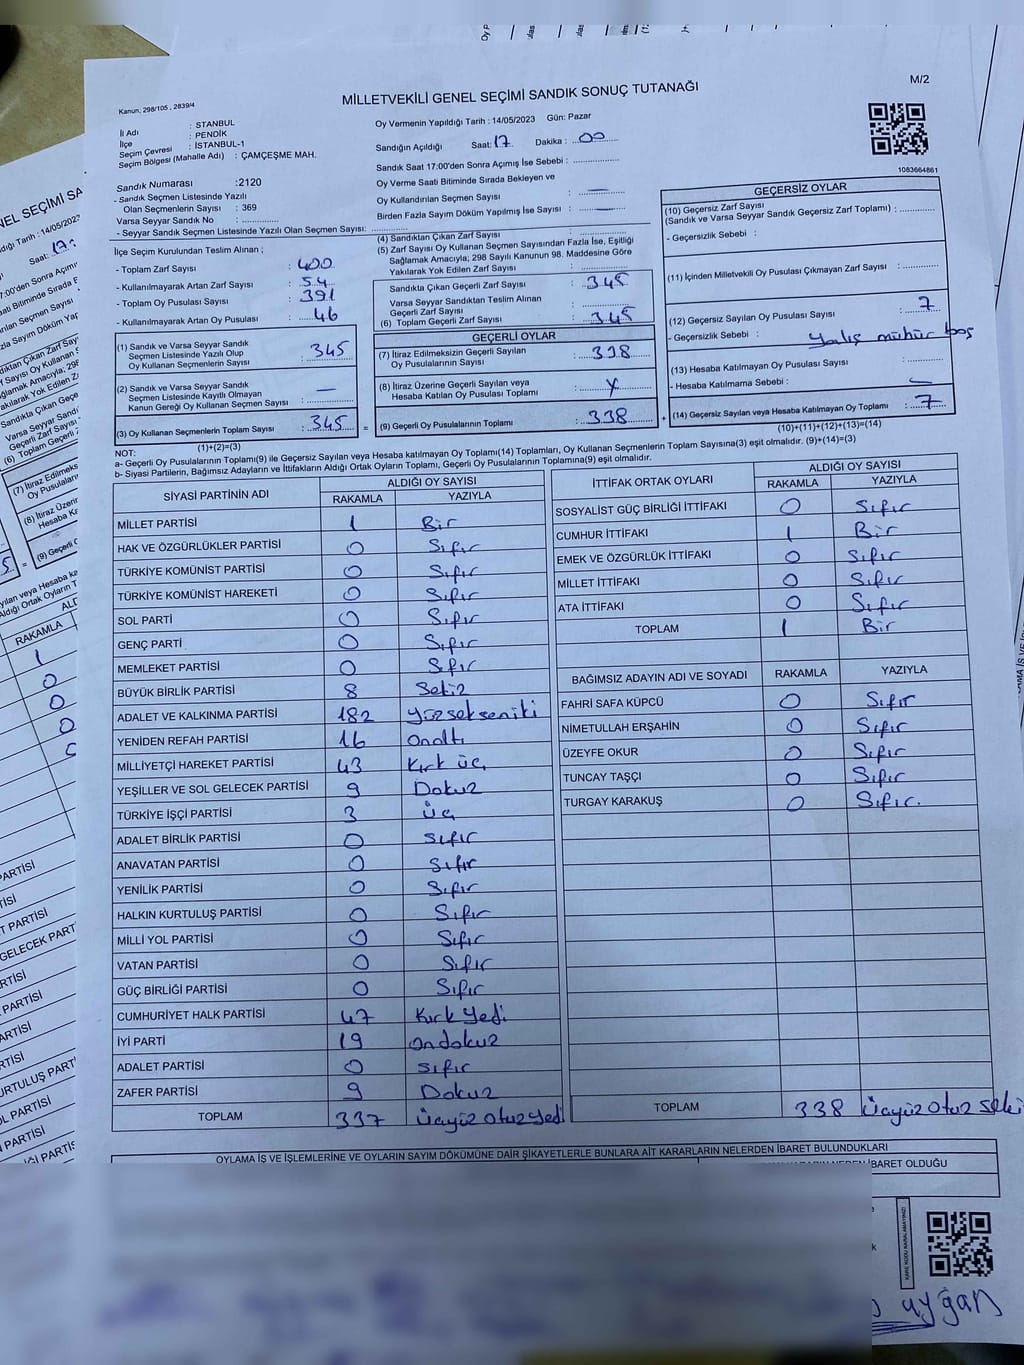 M/2
MİLLETVEKİLİ GENEL SEÇİMİ SANDIK SONUÇ TUTANAĞI
Kanun, 298/105 , 2839/4
İl Adı : STANBUL
İlçe : PENDİK
Seçim Çevresi : İSTANBUL-1
Seçim Bölgesi (Mahalle Adı) : ÇAMÇEŞME MAH.
Oy Vermenin Yapıldığı Tarih : 14/05/2023 Gün: Pazar
Sandığın Açıldığı Saat: 17 Dakika : 00
Sandık Saat 17:00'den Sonra Açımış İse Sebebi :
Oy Verme Saati Bitiminde Sırada Bekleyen ve
Oy Kullandırılan Seçmen Sayısı : —
Birden Fazla Sayım Döküm Yapılmış İse Sayısı : —
1083664861
Sandık Numarası :2120
- Sandık Seçmen Listesinde Yazılı
Olan Seçmenlerin Sayısı : 369
Varsa Seyyar Sandık No :
- Seyyar Sandık Seçmen Listesinde Yazılı Olan Seçmen Sayısı:
İlçe Seçim Kurulundan Teslim Alınan ;
- Toplam Zarf Sayısı : 400
- Kullanılmayarak Artan Zarf Sayısı : 54
- Toplam Oy Pusulası Sayısı : 391
- Kullanılmayarak Artan Oy Pusulası : 46
(4) Sandıktan Çıkan Zarf Sayısı :
(5) Zarf Sayısı Oy Kullanan Seçmen Sayısından Fazla İse, Eşitliği
Sağlamak Amacıyla; 298 Sayılı Kanunun 98. Maddesine Göre
Yakılarak Yok Edilen Zarf Sayısı :
Sandıkta Çıkan Geçerli Zarf Sayısı : 345
Varsa Seyyar Sandıktan Teslim Alınan
Geçerli Zarf Sayısı :
(6) Toplam Geçerli Zarf Sayısı : 345
(1) Sandık ve Varsa Seyyar Sandık
Seçmen Listesinde Yazılı Olup
Oy Kullanan Seçmenlerin Sayısı : 345
(2) Sandık ve Varsa Seyyar Sandık
Seçmen Listesinde Kayıtlı Olmayan
Kanun Gereği Oy Kullanan Seçmen Sayısı : —
(3) Oy Kullanan Seçmenlerin Toplam Sayısı : 345 =
(1)+(2)=(3)
GEÇERLİ OYLAR
(7) İtiraz Edilmeksizin Geçerli Sayılan
Oy Pusulalarının Sayısı : 338
(8) İtiraz Üzerine Geçerli Sayılan veya
Hesaba Katılan Oy Pusulası Toplamı :
(9) Geçerli Oy Pusulalarının Toplamı : 338 +
GEÇERSİZ OYLAR
(10) Geçersiz Zarf Sayısı
(Sandık ve Varsa Seyyar Sandık Geçersiz Zarf Toplamı) :
- Geçersizlik Sebebi :
(11) İçinden Milletvekili Oy Pusulası Çıkmayan Zarf Sayısı :
(12) Geçersiz Sayılan Oy Pusulası Sayısı : 7
- Geçersizlik Sebebi : Yalış mühür boş
(13) Hesaba Katılmayan Oy Pusulası Sayısı :
- Hesaba Katılmama Sebebi :
(14) Geçersiz Sayılan veya Hesaba Katılmayan Oy Toplamı : 7
(10)+(11)+(12)+(13)=(14)
NOT:
a- Geçerli Oy Pusulalarının Toplamı(9) ile Geçersiz Sayılan veya Hesaba katılmayan Oy Toplamı(14) Toplamları, Oy Kullanan Seçmenlerin Toplam Sayısına(3) eşit olmalıdır. (9)+(14)=(3)
b- Siyasi Partilerin, Bağımsız Adayların ve İttifakların Aldığı Ortak Oyların Toplamı, Geçerli Oy Pusulalarının Toplamına(9) eşit olmalıdır.
SİYASİ PARTİNİN ADI ALDIĞI OY SAYISI
RAKAMLA YAZIYLA
MİLLET PARTİSİ 1 Bir
HAK VE ÖZGÜRLÜKLER PARTİSİ 0 Sıfır
TÜRKİYE KOMÜNİST PARTİSİ 0 Sıfır
TÜRKİYE KOMÜNİST HAREKETİ 0 Sıfır
SOL PARTİ 0 Sıfır
GENÇ PARTİ 0 Sıfır
MEMLEKET PARTİSİ 0 Sıfır
BÜYÜK BİRLİK PARTİSİ 8 Sekiz
ADALET VE KALKINMA PARTİSİ 182 yüzsekseniki
YENİDEN REFAH PARTİSİ 16 Onaltı
MİLLİYETÇİ HAREKET PARTİSİ 43 Kırk üç
YEŞİLLER VE SOL GELECEK PARTİSİ 9 Dokuz
TÜRKİYE İŞÇİ PARTİSİ 3 üç
ADALET BİRLİK PARTİSİ 0 sıfır
ANAVATAN PARTİSİ 0 Sıfır
YENİLİK PARTİSİ 0 Sıfır
HALKIN KURTULUŞ PARTİSİ 0 Sıfır
MİLLİ YOL PARTİSİ 0 Sıfır
VATAN PARTİSİ 0 Sıfır
GÜÇ BİRLİĞİ PARTİSİ 0 Sıfır
CUMHURİYET HALK PARTİSİ 47 Kırk Yedi
İYİ PARTİ 19 Ondokuz
ADALET PARTİSİ 0 sıfır
ZAFER PARTİSİ 9 Dokuz
TOPLAM 337 üçyüz otuz yedi
İTTİFAK ORTAK OYLARI ALDIĞI OY SAYISI
RAKAMLA YAZIYLA
SOSYALİST GÜÇ BİRLİĞİ İTTİFAKI 0 Sıfır
CUMHUR İTTİFAKI 1 Bir
EMEK VE ÖZGÜRLÜK İTTİFAKI 0 Sıfır
MİLLET İTTİFAKI 0 Sıfır
ATA İTTİFAKI 0 Sıfır
TOPLAM 1 Bir
BAĞIMSIZ ADAYIN ADI VE SOYADI RAKAMLA YAZIYLA
FAHRİ SAFA KÜPCÜ 0 Sıfır
NİMETULLAH ERŞAHİN 0 Sıfır
ÜZEYFE OKUR 0 Sıfır
TUNCAY TAŞÇI 0 Sıfır
TURGAY KARAKUŞ 0 Sıfır.
TOPLAM 338 üçyüz otuz seki
OYLAMA İŞ VE İŞLEMLERİNE VE OYLARIN SAYIM DÖKÜMÜNE DAİR ŞİKAYETLERLE BUNLARA AİT KARARLARIN NELERDEN İBARET BULUNDUKLARI
İBARET OLDUĞU
uyğan